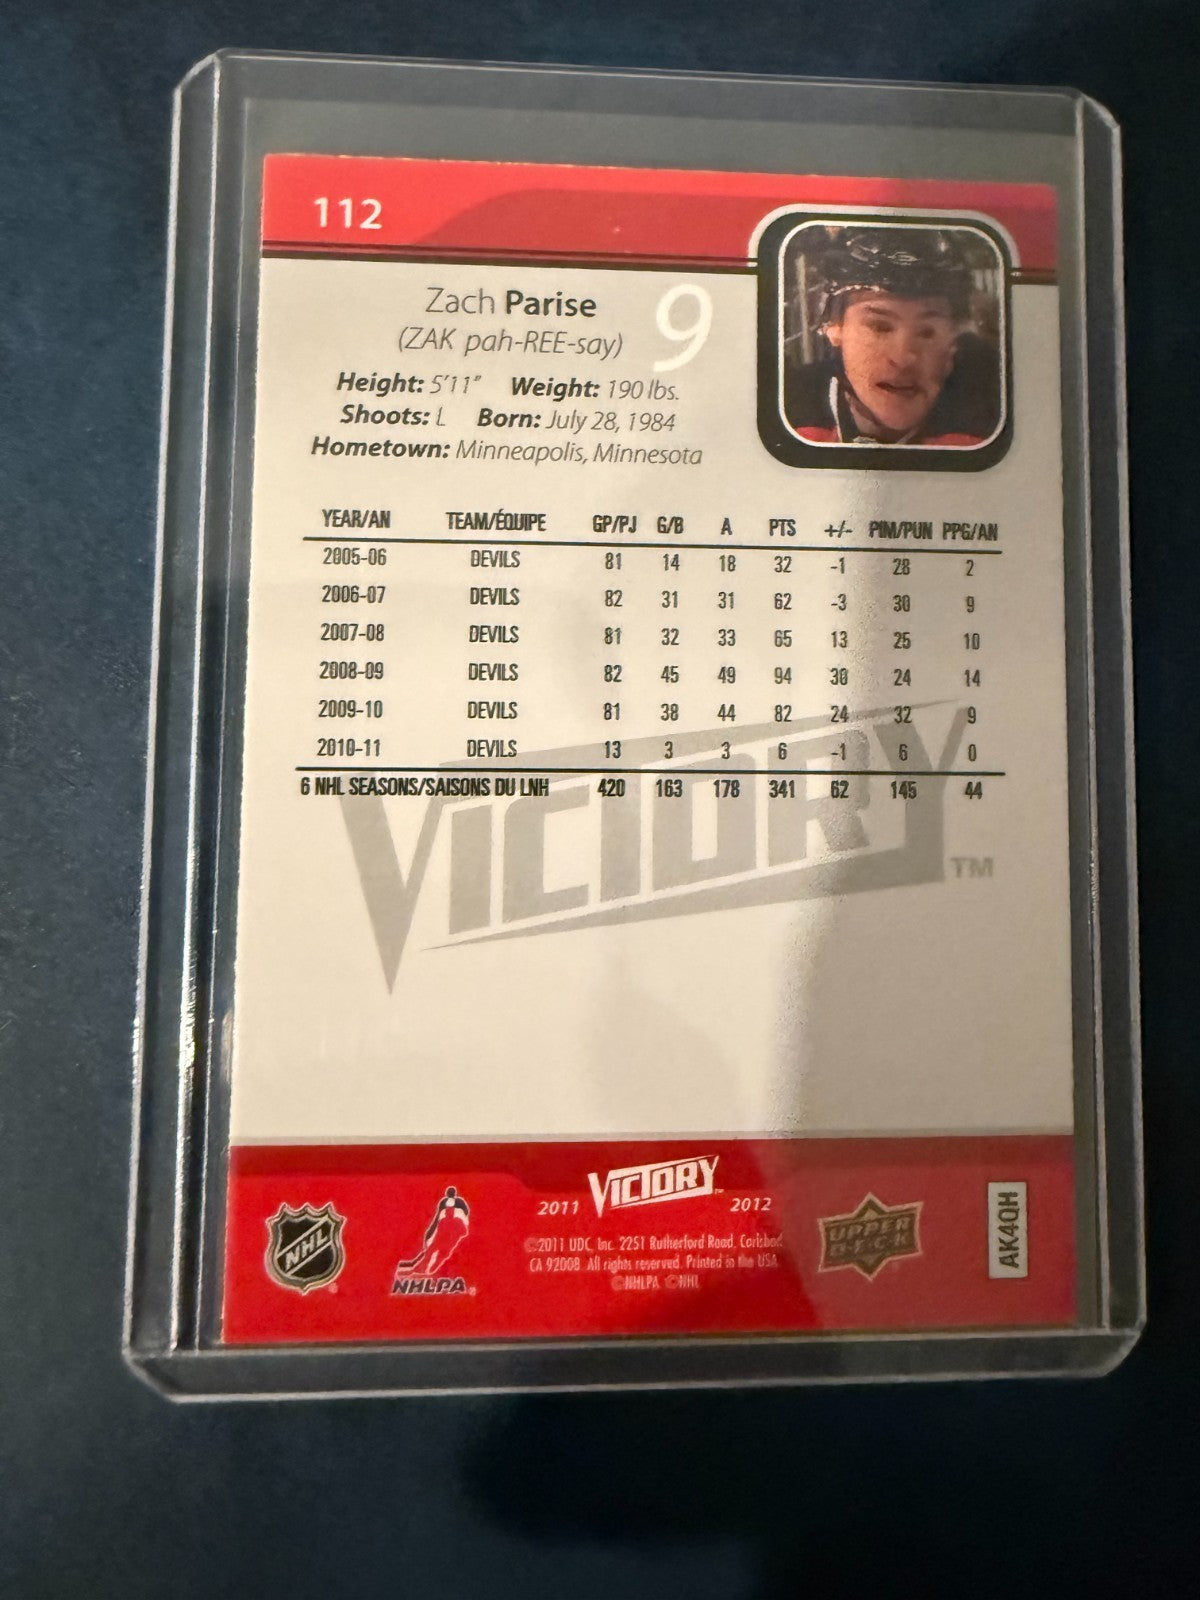 112
Zach Parise 9
(ZAK pah-REE-say)
Height: 5'11" Weight: 190 lbs.
Shoots: L Born: July 28, 1984
Hometown: Minneapolis, Minnesota
YEAR/AN TEAM/ÉQUIPE GP/PJ G/B A PTS +/- PIM/PUN PPG/AN
2005-06 DEVILS 81 14 18 32 -1 28 2
2006-07 DEVILS 82 31 31 62 -3 30 9
2007-08 DEVILS 81 32 33 65 13 25 10
2008-09 DEVILS 82 45 49 94 30 24 14
2009-10 DEVILS 81 38 44 82 24 32 9
2010-11 DEVILS 13 3 3 6 -1 6 0
6 NHL SEASONS/SAISONS DU LNH 420 163 178 341 62 145 44
VICTORY TM
2011 VICTORY 2012
©2011 UDC, Inc. 2251 Rutherford Road, Carlsbad
CA 92008. All rights reserved. Printed in the USA
©NHLPA ©NHL
NHL
NHLPA
UPPER
DECK
AK4QH